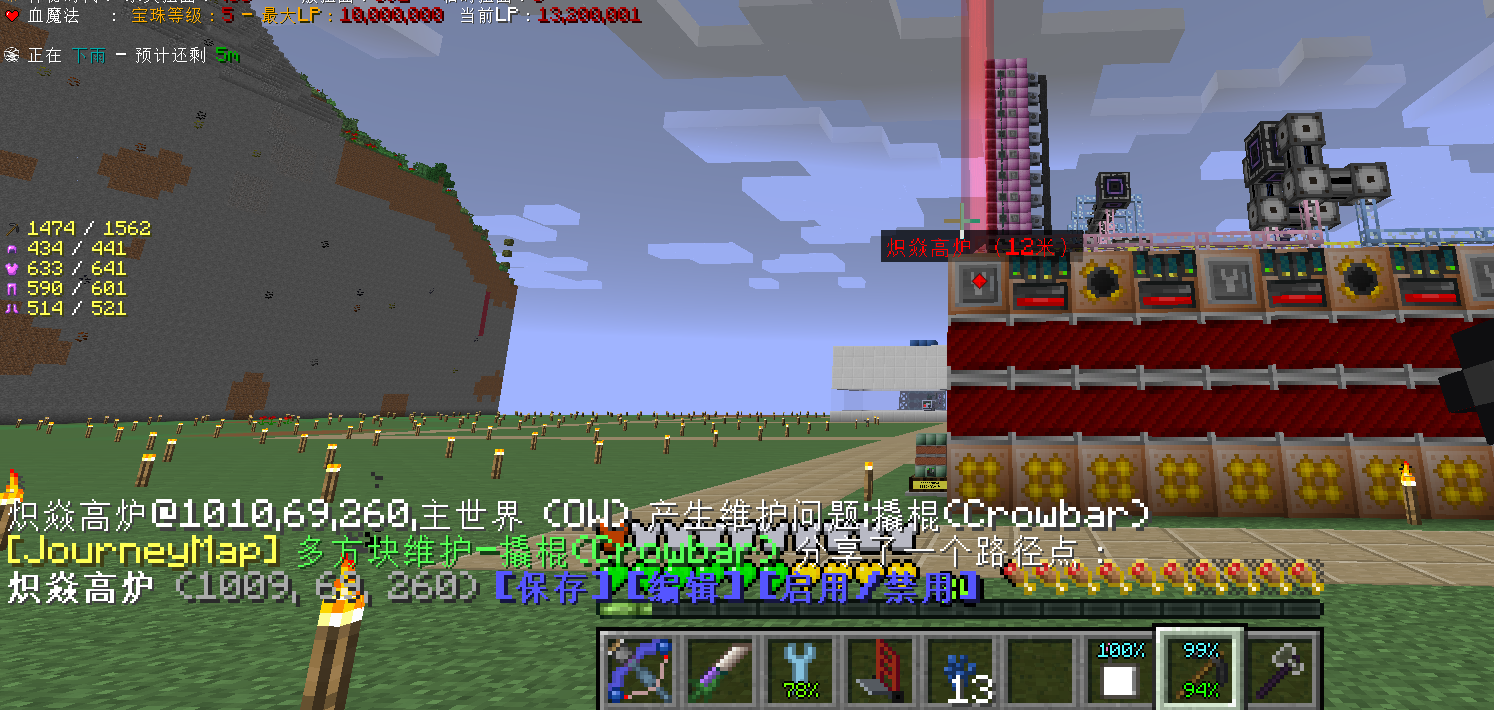 血魔法 : 宝珠等级:5 - 最大LP:10,000,000 当前LP:13,200,001
正在 下雨 - 预计还剩 5m
1474 / 1562
434 / 441
633 / 641
590 / 601
514 / 521
炽焱高炉 (12米)
炽焱高炉@1010,69,260,主世界 (OW) 产生维护问题:撬棍(Crowbar)
[JourneyMap] 多方块维护-撬棍(Crowbar) 分享了一个路径点:
炽焱高炉 (1009, 260) [保存] [编辑] [启用/禁用]
78%
13
100%
99%
94%